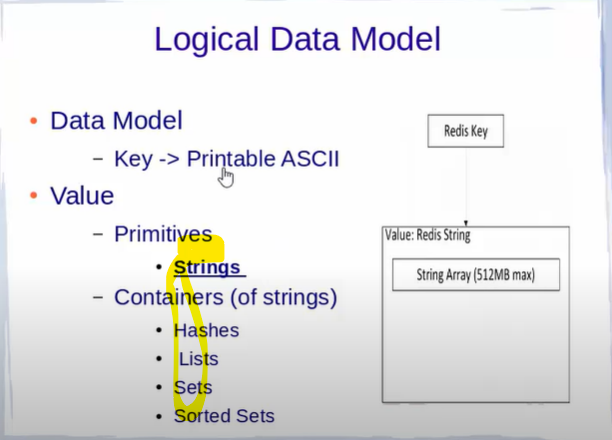 Logical Data Model
• Data Model
– Key -> Printable ASCII
• Value
– Primitives
• Strings
– Containers (of strings)
• Hashes
• Lists
• Sets
• Sorted Sets
Redis Key
Value: Redis String
String Array (512MB max)